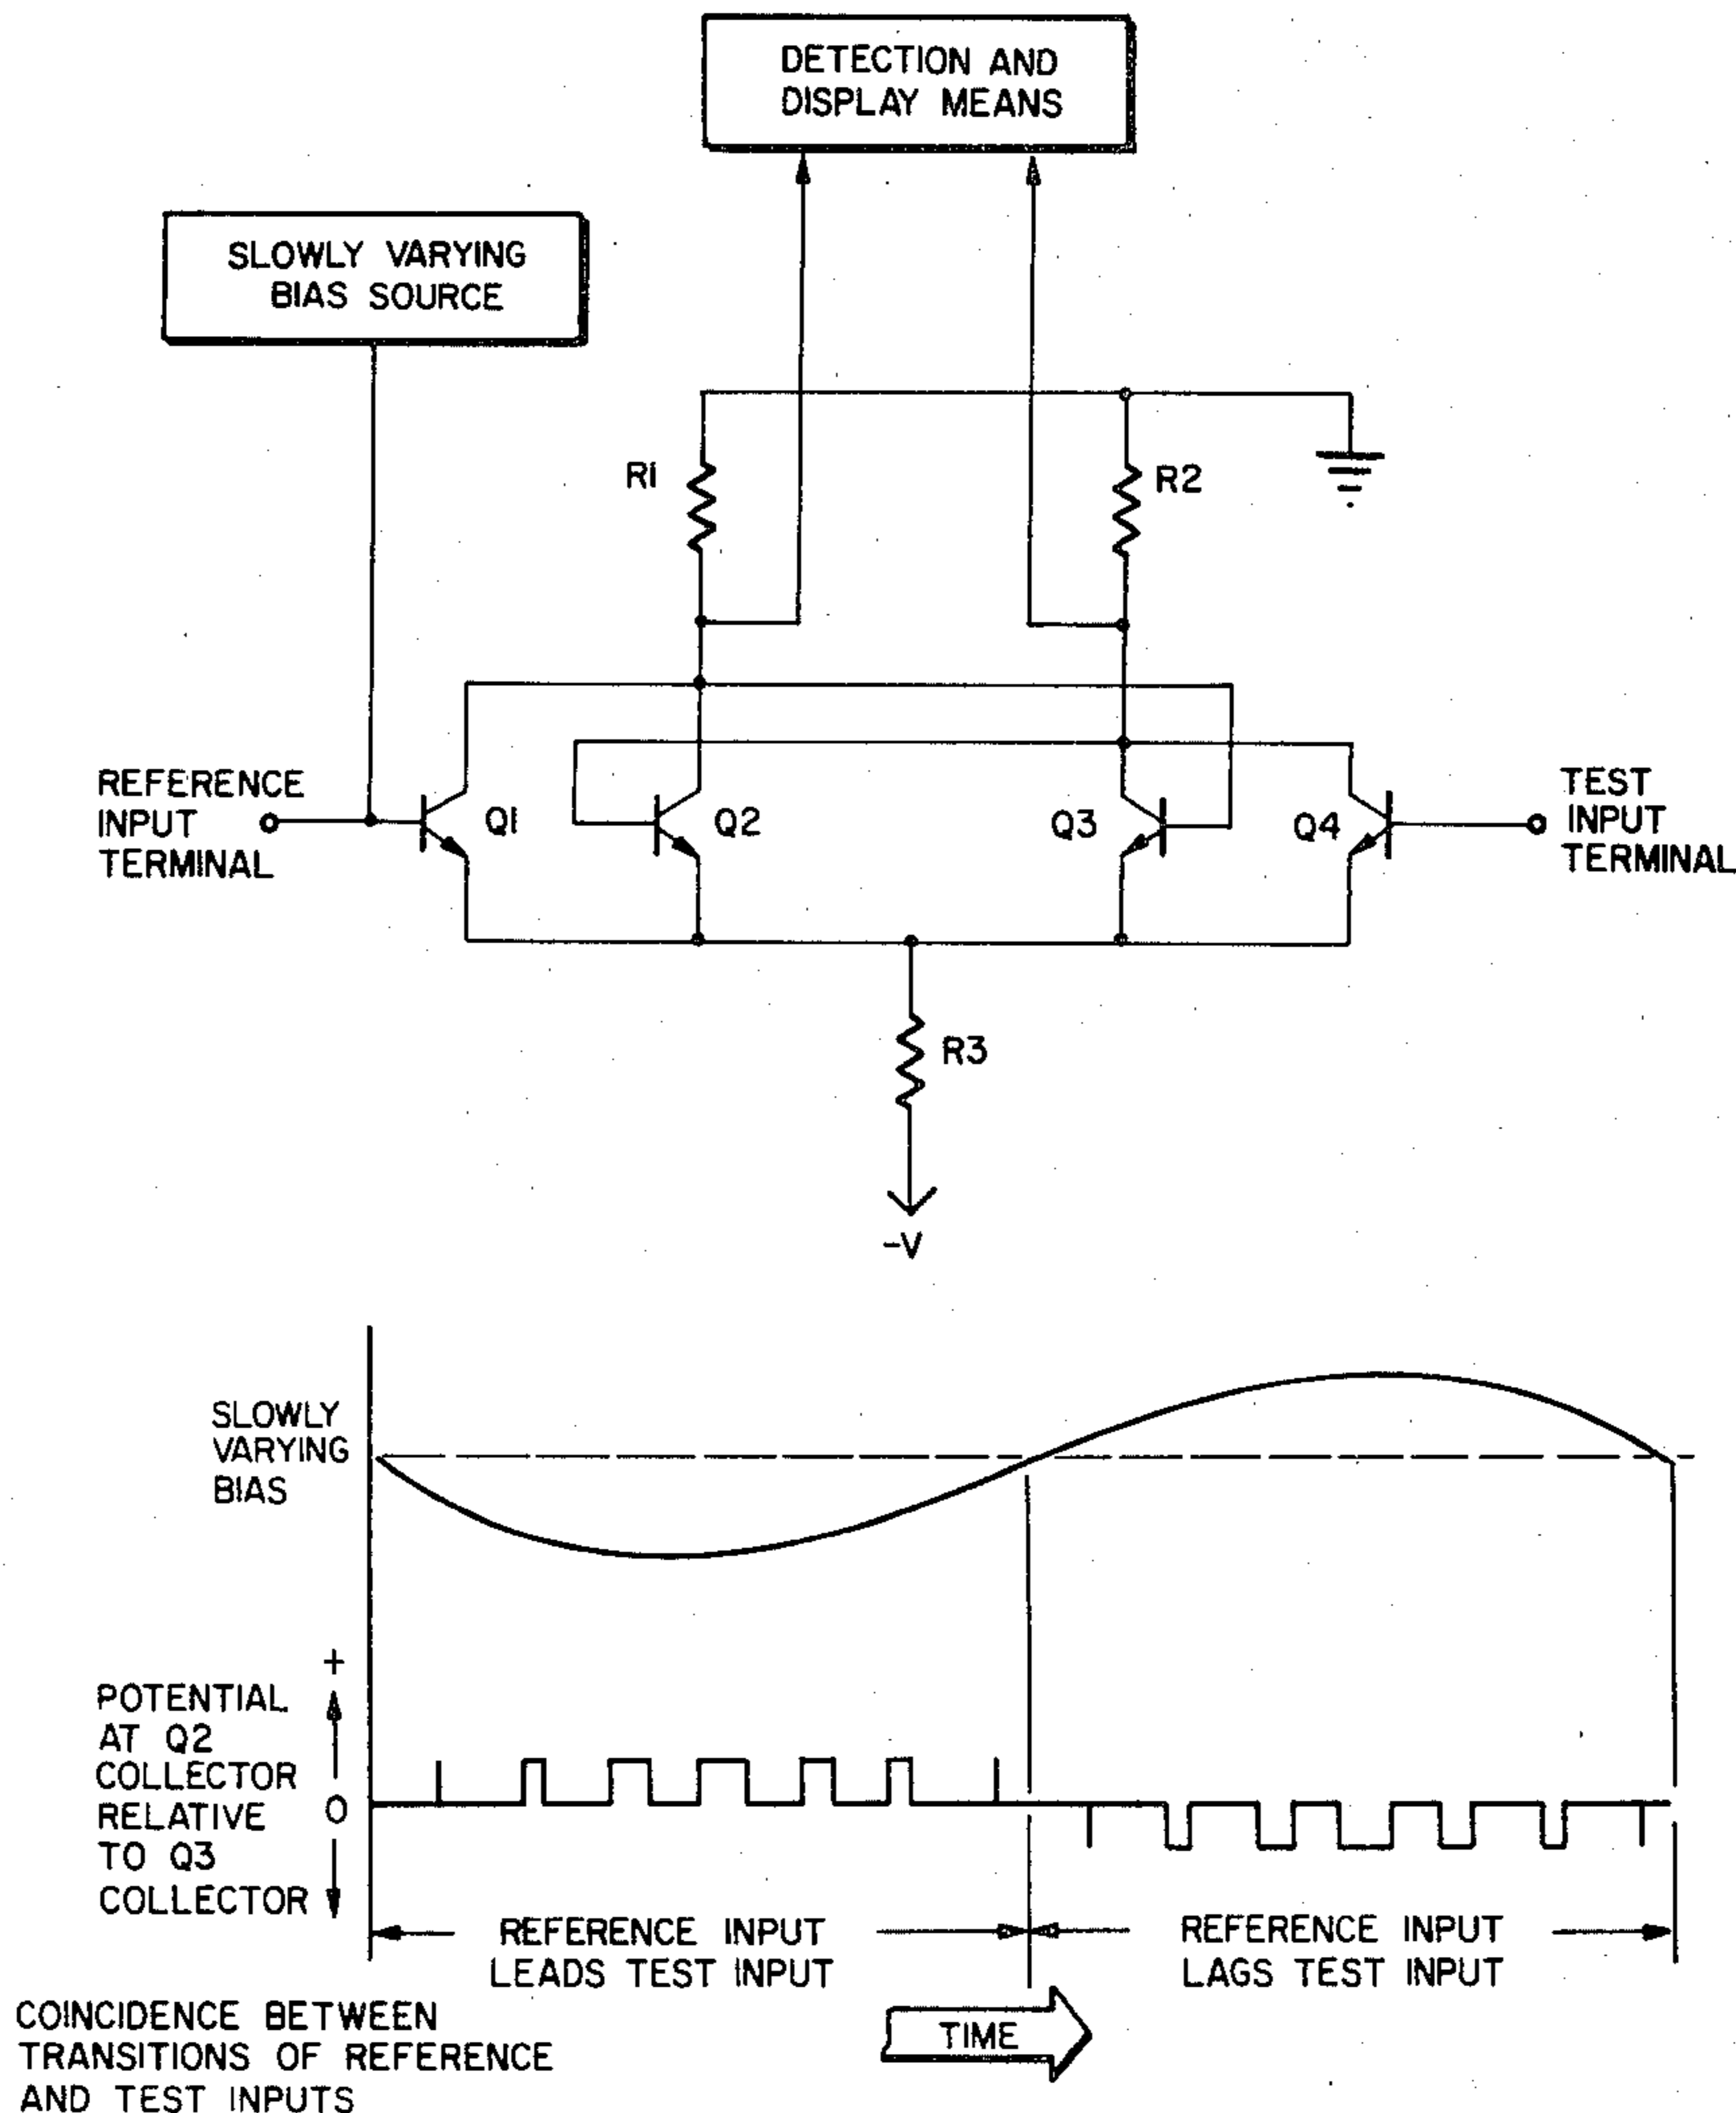 DETECTION AND
DISPLAY MEANS
SLOWLY VARYING
BIAS SOURCE
R1
R2
REFERENCE
INPUT
TERMINAL
Q1
Q2
Q3
Q4
TEST
INPUT
TERMINAL
R3
-V
SLOWLY
VARYING
BIAS
+
POTENTIAL
AT Q2
COLLECTOR
RELATIVE
TO Q3
COLLECTOR
0
REFERENCE INPUT
LEADS TEST INPUT
REFERENCE INPUT
LAGS TEST INPUT
COINCIDENCE BETWEEN
TRANSITIONS OF REFERENCE
AND TEST INPUTS
TIME